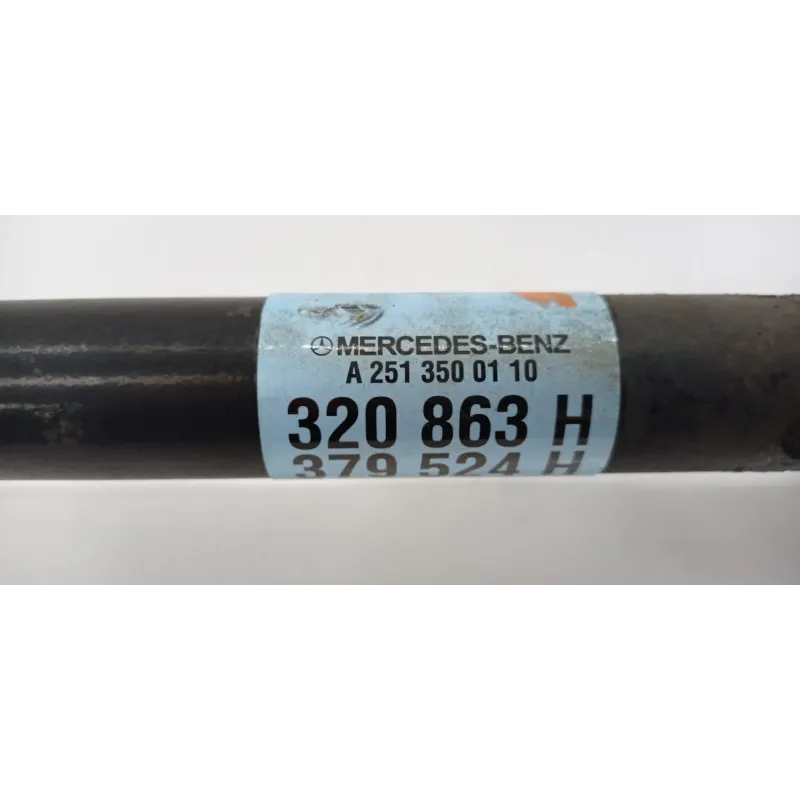 MERCEDES-BENZ
A 251 350 01 10
320 863 H
379 524 H